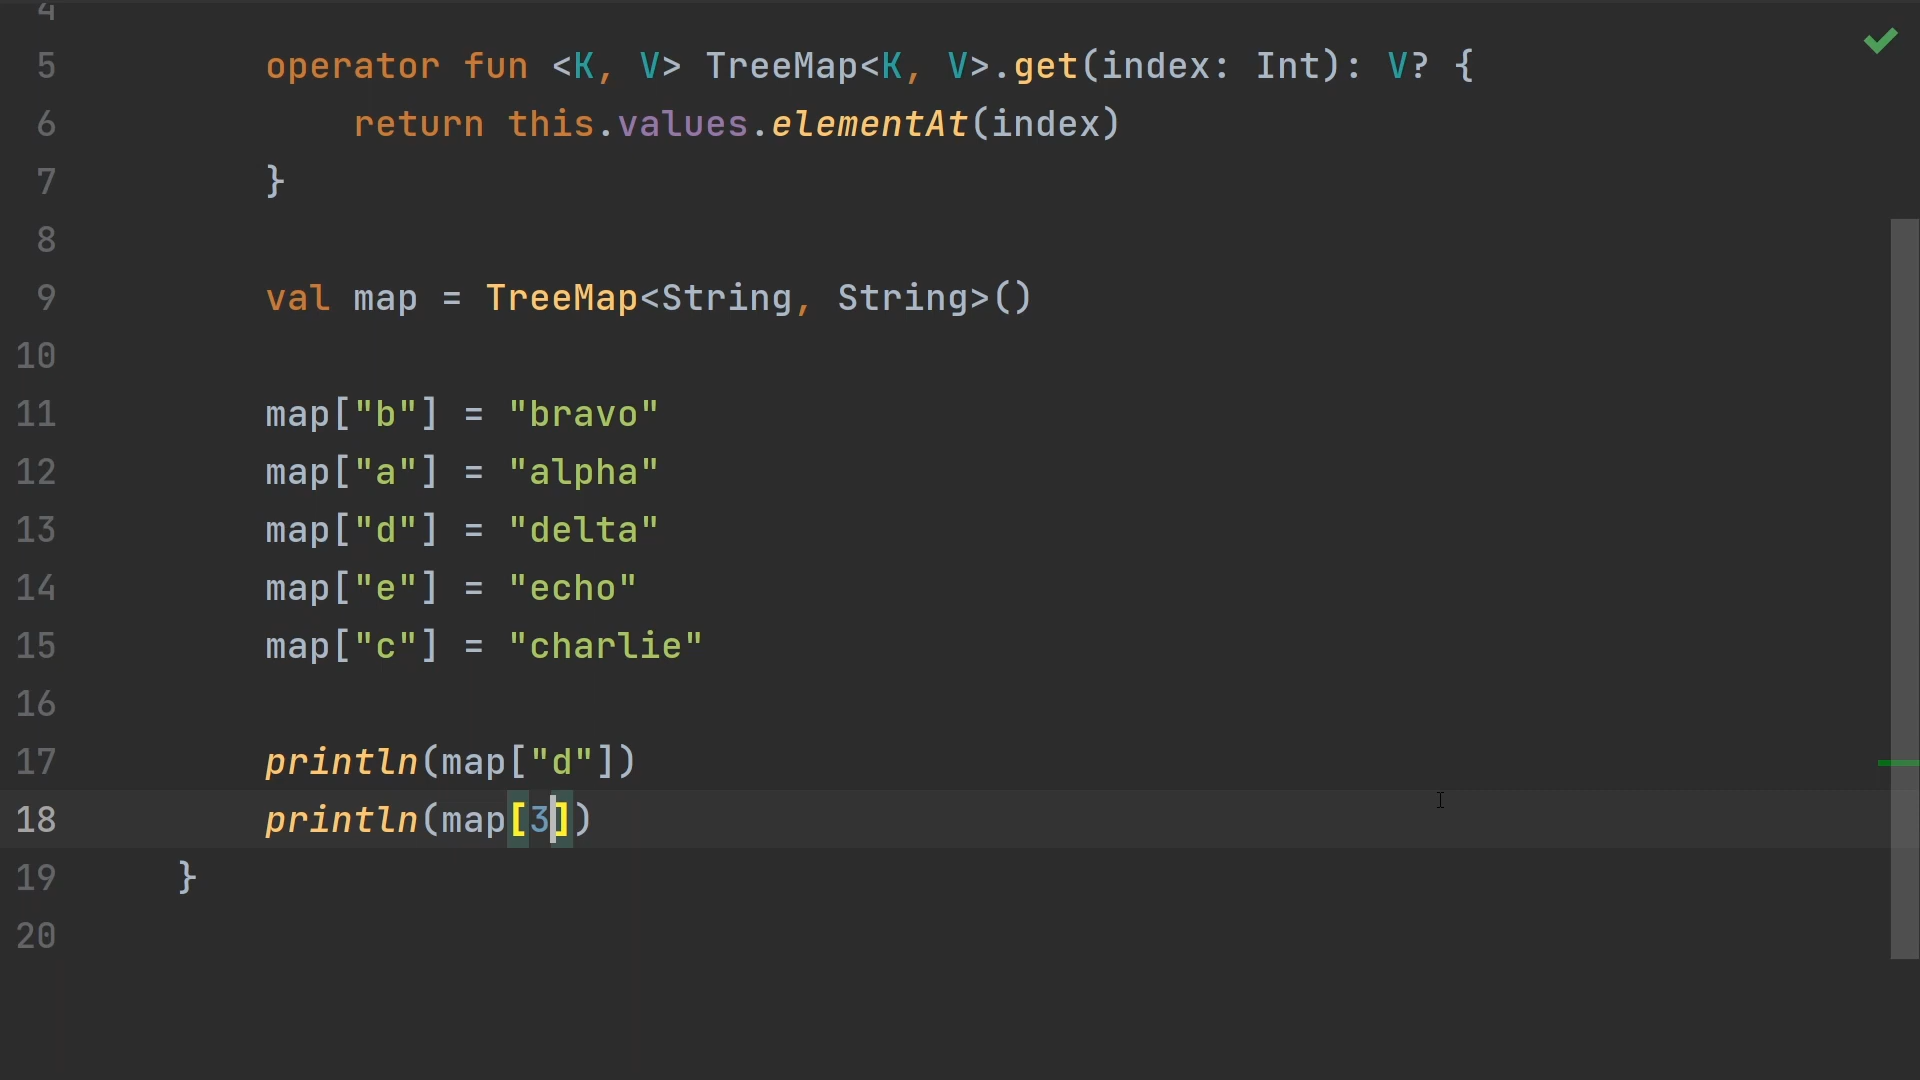 4
5 operator fun <K, V> TreeMap<K, V>.get(index: Int): V? {
6 return this.values.elementAt(index)
7 }
8
9 val map = TreeMap<String, String>()
10
11 map["b"] = "bravo"
12 map["a"] = "alpha"
13 map["d"] = "delta"
14 map["e"] = "echo"
15 map["c"] = "charlie"
16
17 println(map["d"])
18 println(map[3])
19 }
20